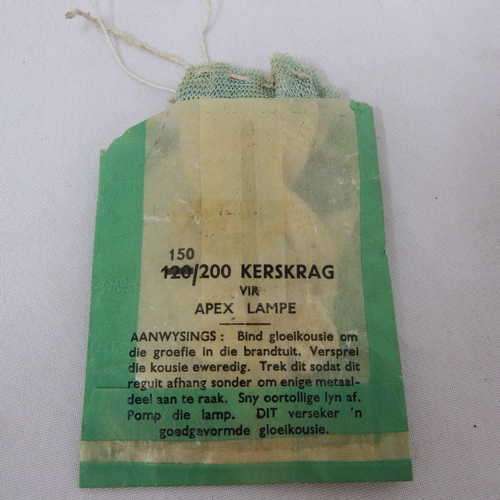 150
120/200 KERSKRAG
VIR
APEX LAMPE
AANWYSINGS: Bind gloeikousie om
die groefie in die brandtuit. Versprei
die kousie eweredig. Trek dit sodat dit
reguit afhang sonder om enige metaal-
deel aan te raak. Sny oortollige lyn af.
Pomp die lamp. DIT verseker 'n
goedgavormde gloeikousie.